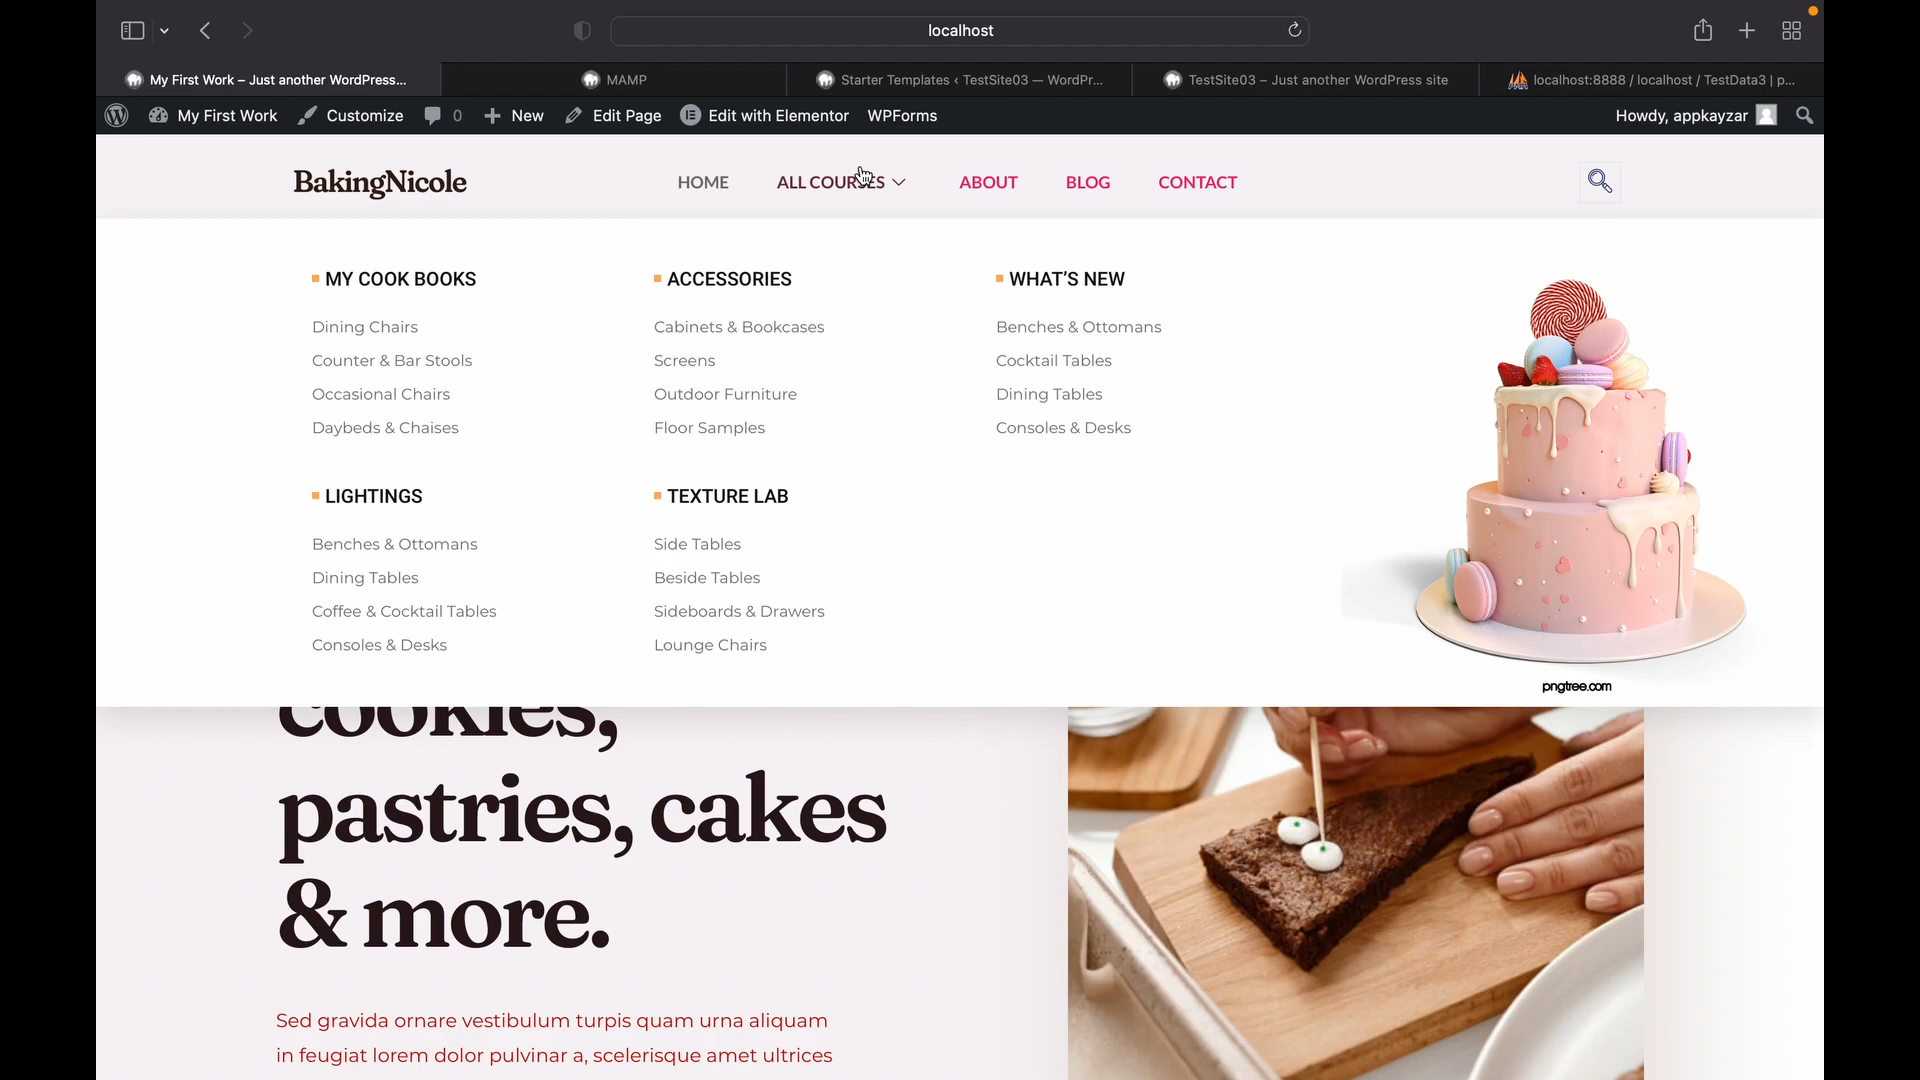 localhost
My First Work – Just another WordPress...
MAMP
Starter Templates ‹ TestSite03 — WordPr...
TestSite03 – Just another WordPress site
localhost:8888 / localhost / TestData3 | p...
My First Work
Customize
0
New
Edit Page
Edit with Elementor
WPForms
Howdy, appkayzar
BakingNicole
HOME
ALL COURSES
ABOUT
BLOG
CONTACT
MY COOK BOOKS
Dining Chairs
Counter & Bar Stools
Occasional Chairs
Daybeds & Chaises
ACCESSORIES
Cabinets & Bookcases
Screens
Outdoor Furniture
Floor Samples
WHAT’S NEW
Benches & Ottomans
Cocktail Tables
Dining Tables
Consoles & Desks
LIGHTINGS
Benches & Ottomans
Dining Tables
Coffee & Cocktail Tables
Consoles & Desks
TEXTURE LAB
Side Tables
Beside Tables
Sideboards & Drawers
Lounge Chairs
pngtree.com
cookies,
pastries, cakes
& more.
Sed gravida ornare vestibulum turpis quam urna aliquam
in feugiat lorem dolor pulvinar a, scelerisque amet ultrices